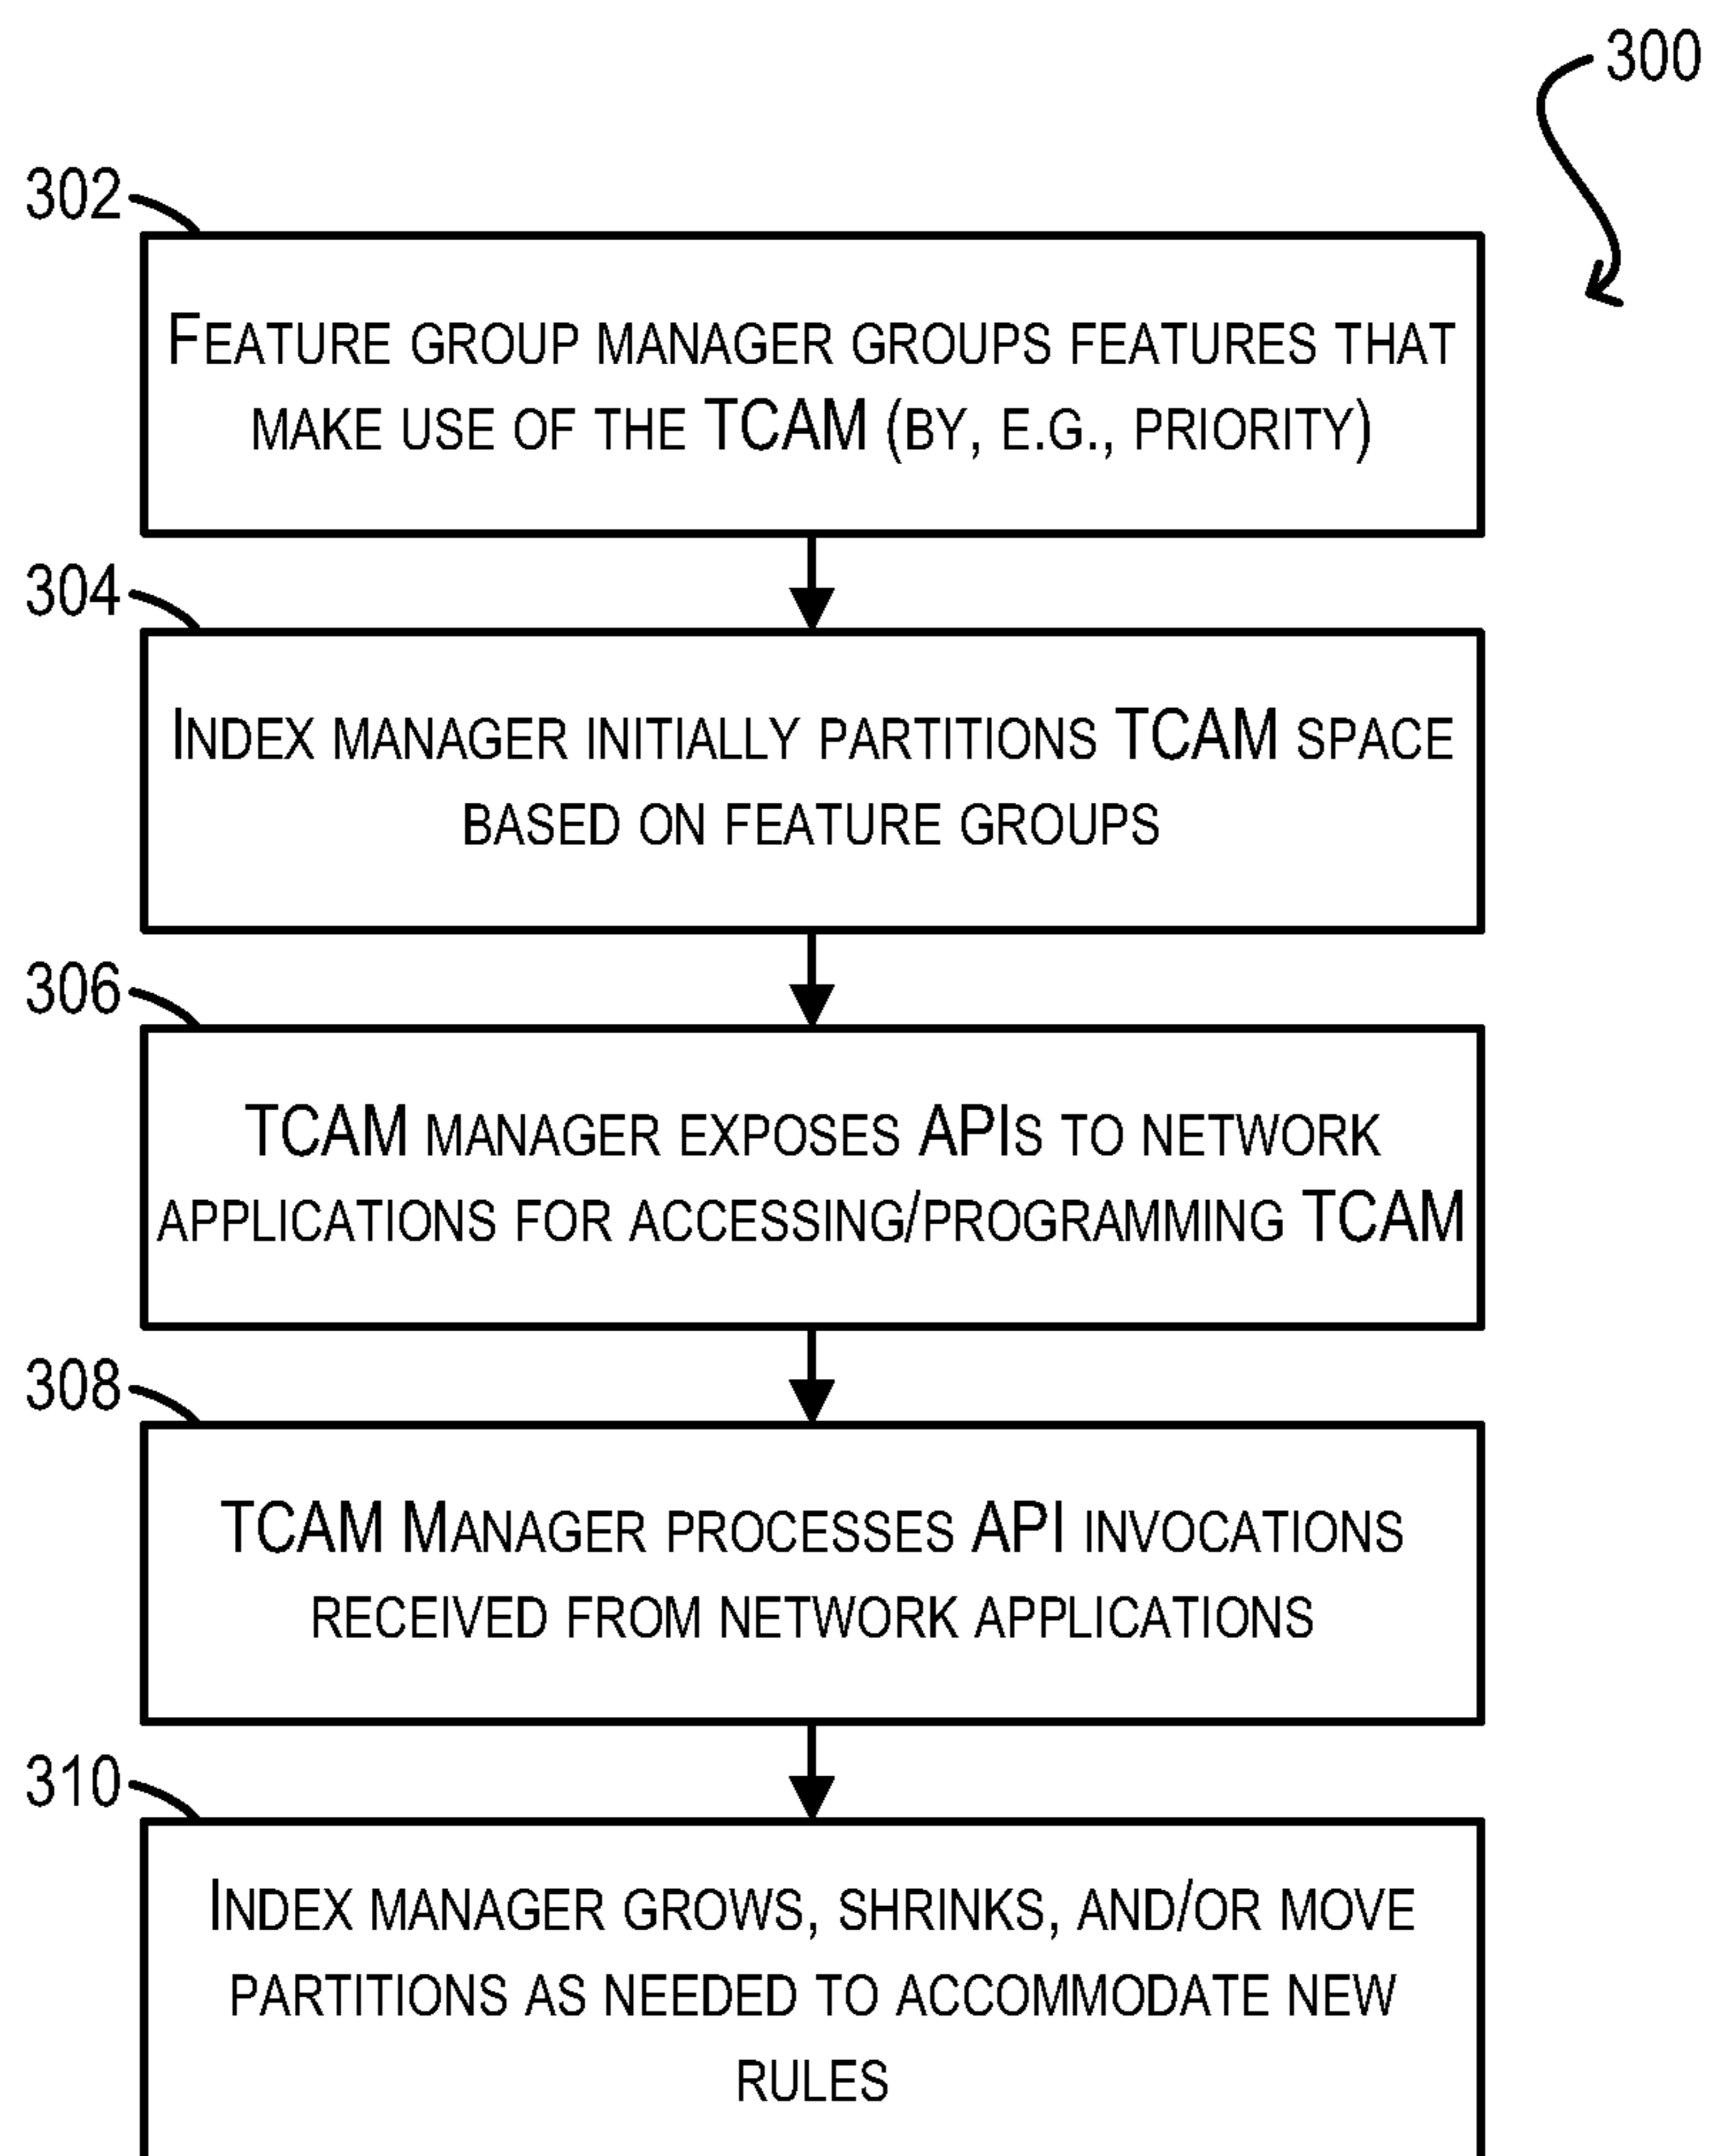 300
302
FEATURE GROUP MANAGER GROUPS FEATURES THAT
MAKE USE OF THE TCAM (BY, E.G., PRIORITY)
304
INDEX MANAGER INITIALLY PARTITIONS TCAM SPACE
BASED ON FEATURE GROUPS
306
TCAM MANAGER EXPOSES APIS TO NETWORK
APPLICATIONS FOR ACCESSING/PROGRAMMING TCAM
308
TCAM MANAGER PROCESSES API INVOCATIONS
RECEIVED FROM NETWORK APPLICATIONS
310
INDEX MANAGER GROWS, SHRINKS, AND/OR MOVE
PARTITIONS AS NEEDED TO ACCOMMODATE NEW
RULES